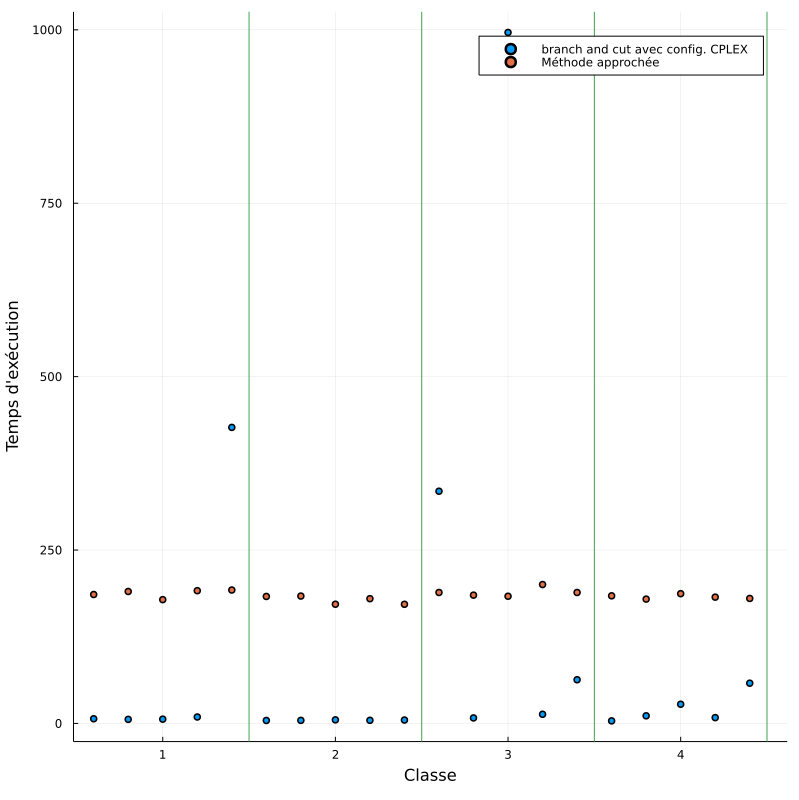 1000
750
500
250
0
branch and cut avec config. CPLEX
Méthode approchée
Temps d'exécution
1 2 3 4
Classe